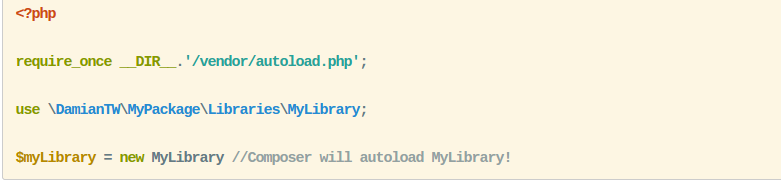 <?php
require_once __DIR__.'/vendor/autoload.php';
use \DamianTW\MyPackage\Libraries\MyLibrary;
$myLibrary = new MyLibrary //Composer will autoload MyLibrary!